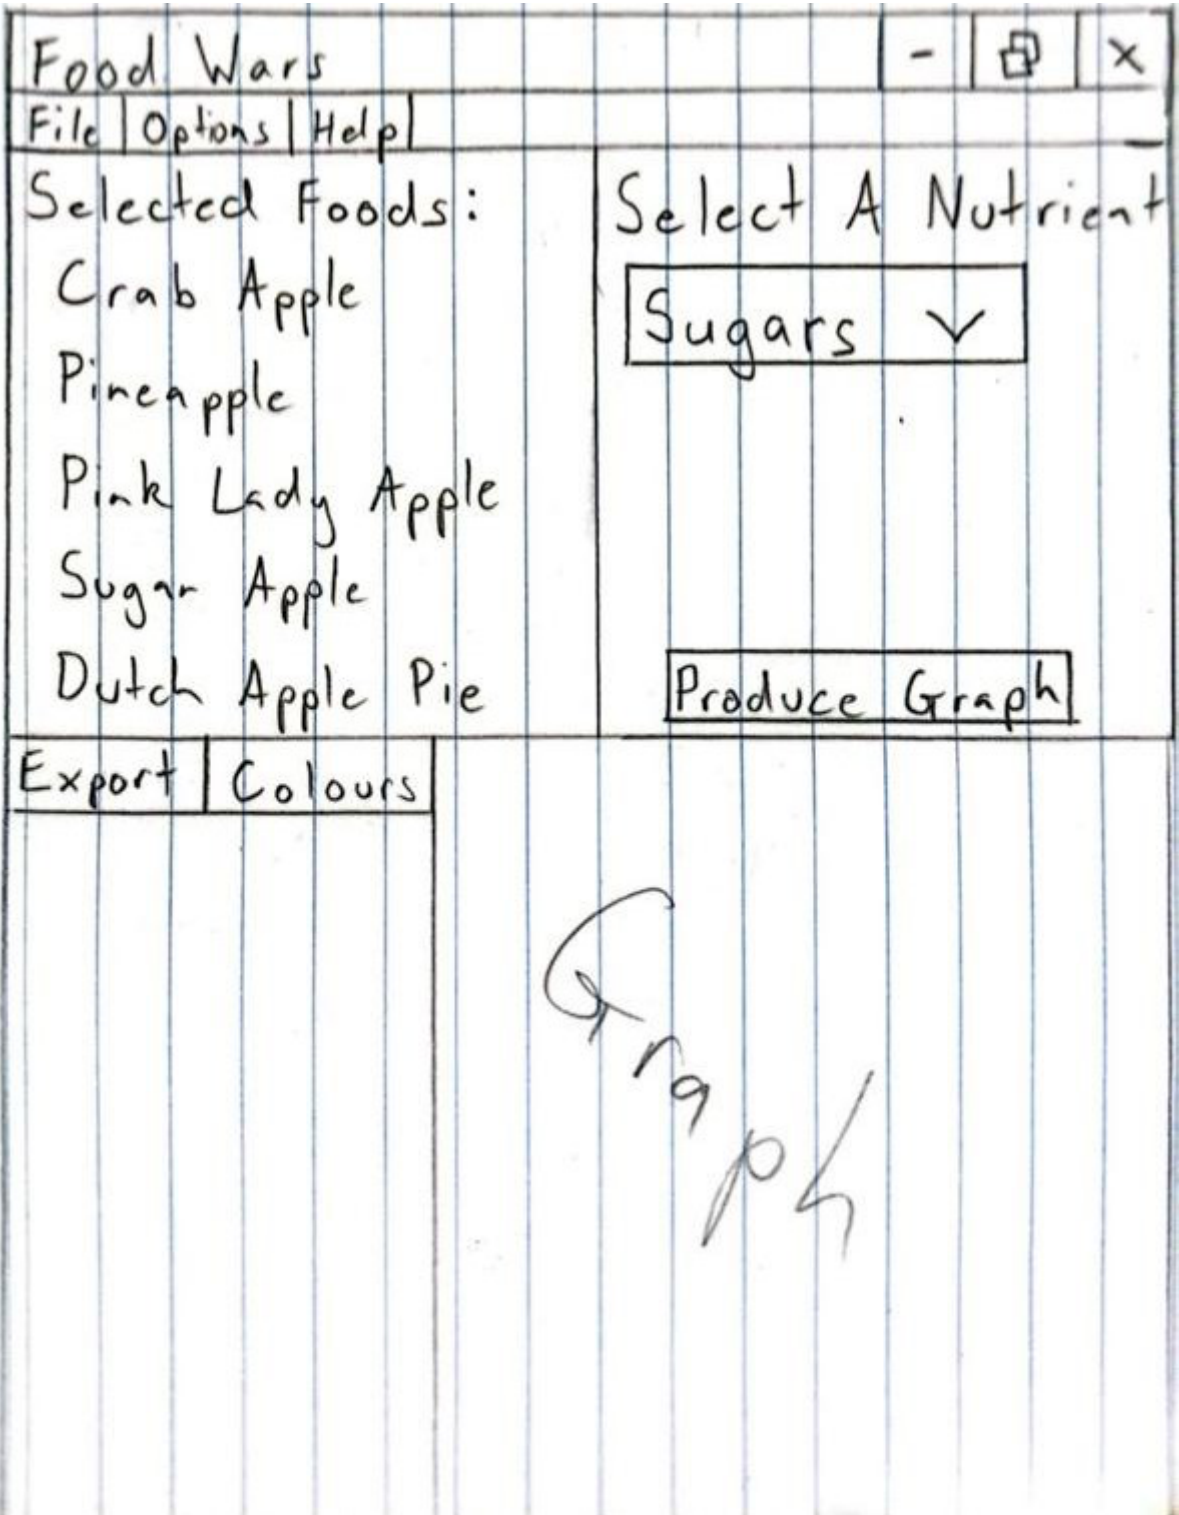 Food Wars - x
File | Options | Help
Selected Foods:
Crab Apple
Pineapple
Pink Lady Apple
Sugar Apple
Dutch Apple Pie
Select A Nutrient
Sugars
Produce Graph
Export | Colours
Graph